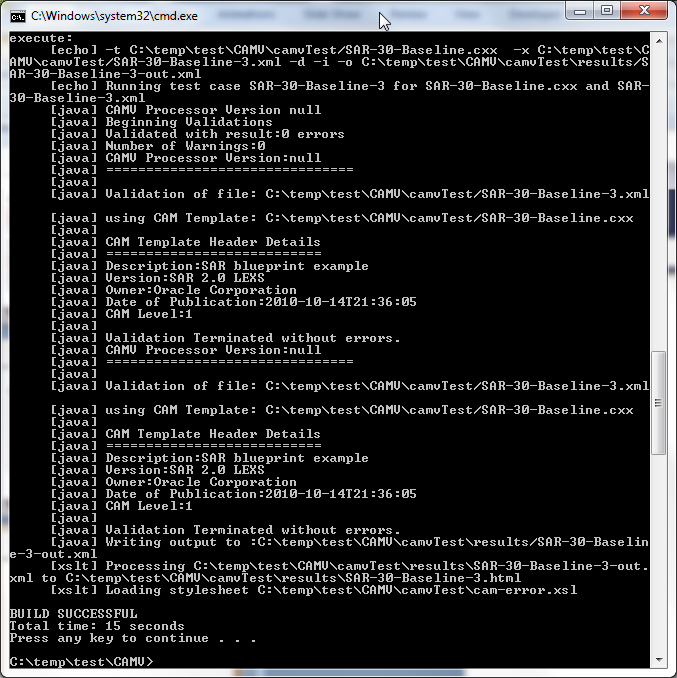 C:\Windows\system32\cmd.exe
execute:
[echo] -t C:\temp\test\CAMV\camvTest/SAR-30-Baseline.cxx  -x C:\temp\test\C
AMV\camvTest/SAR-30-Baseline-3.xml -d -i -o C:\temp\test\CAMV\camvTest\results/S
AR-30-Baseline-3-out.xml
[echo] Running test case SAR-30-Baseline-3 for SAR-30-Baseline.cxx and SAR-
30-Baseline-3.xml
[java] CAMV Processor Version null
[java] Beginning Validations
[java] Validated with result:0 errors
[java] Number of Warnings:0
[java] CAMV Processor Version:null
[java] ===============================
[java]
[java] Validation of file: C:\temp\test\CAMV\camvTest/SAR-30-Baseline-3.xml
[java] using CAM Template: C:\temp\test\CAMV\camvTest/SAR-30-Baseline.cxx
[java]
[java] CAM Template Header Details
[java] ===========================
[java] Description:SAR blueprint example
[java] Version:SAR 2.0 LEXS
[java] Owner:Oracle Corporation
[java] Date of Publication:2010-10-14T21:36:05
[java] CAM Level:1
[java]
[java] Validation Terminated without errors.
[java] CAMV Processor Version:null
[java] ===============================
[java]
[java] Validation of file: C:\temp\test\CAMV\camvTest/SAR-30-Baseline-3.xml
[java] using CAM Template: C:\temp\test\CAMV\camvTest/SAR-30-Baseline.cxx
[java]
[java] CAM Template Header Details
[java] ===========================
[java] Description:SAR blueprint example
[java] Version:SAR 2.0 LEXS
[java] Owner:Oracle Corporation
[java] Date of Publication:2010-10-14T21:36:05
[java] CAM Level:1
[java]
[java] Validation Terminated without errors.
[java] Writing output to :C:\temp\test\CAMV\camvTest\results/SAR-30-Baselin
e-3-out.xml
[xslt] Processing C:\temp\test\CAMV\camvTest\results\SAR-30-Baseline-3-out.
xml to C:\temp\test\CAMV\camvTest\results\SAR-30-Baseline-3.html
[xslt] Loading stylesheet C:\temp\test\CAMV\camvTest\cam-error.xsl
BUILD SUCCESSFUL
Total time: 15 seconds
Press any key to continue . . .
C:\temp\test\CAMV>